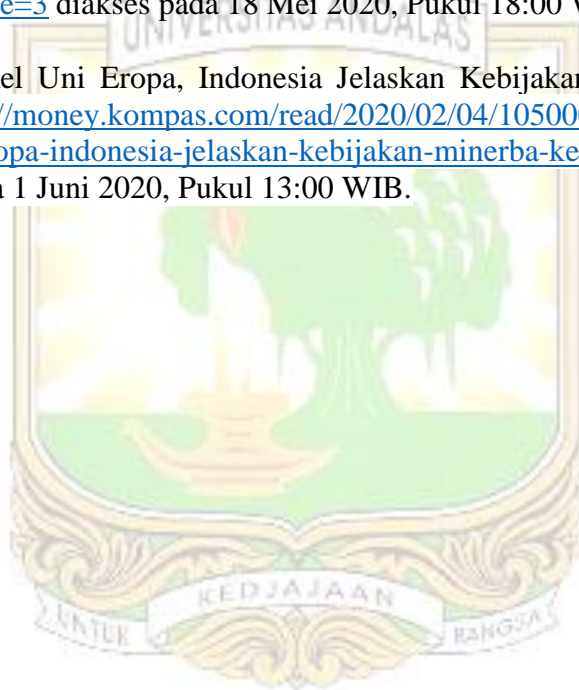 e=3 diakses pada 18 Mei 2020, Pukul 18:00 W
UNIVERSITAS ANDALAS
el Uni Eropa, Indonesia Jelaskan Kebijakan
//money.kompas.com/read/2020/02/04/10500
opa-indonesia-jelaskan-kebijakan-minerba-ke
a 1 Juni 2020, Pukul 13:00 WIB.
KEDJAJAAN
UNTUK BANGSA